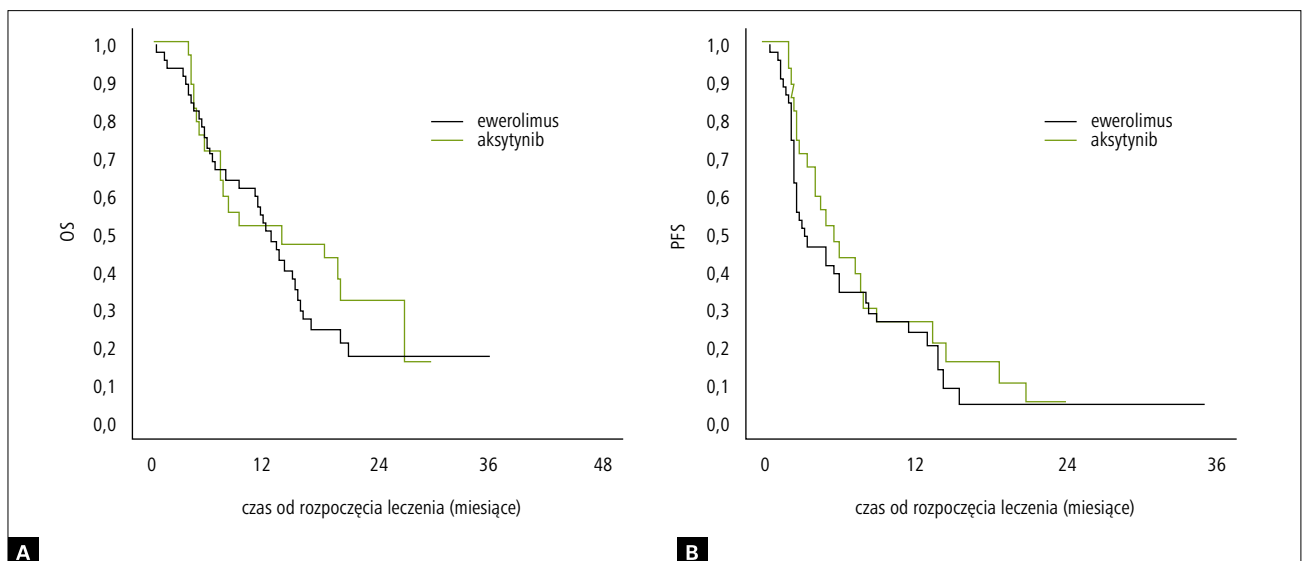 1,0
0,9
0,8
0,7
0,6
0,5
0,4
0,3
0,2
0,1
0,0
OS
ewerolimus
aksytynib
0 12 24 36 48
czas od rozpoczęcia leczenia (miesiące)
A
1,0
0,9
0,8
0,7
0,6
0,5
0,4
0,3
0,2
0,1
0,0
PFS
ewerolimus
aksytynib
0 12 24 36
czas od rozpoczęcia leczenia (miesiące)
B